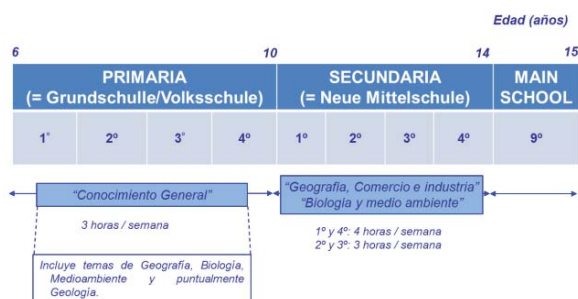 Edad (años)
6 10 14 15
PRIMARIA
(= Grundschulle/Volksschule)
SECUNDARIA
(= Neue Mittelschule)
MAIN
SCHOOL
1° 2º 3º 4º 1º 2º 3º 4º 9º
“Conocimiento General”
3 horas / semana
Incluye temas de Geografía, Biología,
Medioambiente y puntualmente
Geología.
“Geografía, Comercio e industria”
“Biología y medio ambiente”
1º y 4º: 4 horas / semana
2º y 3º: 3 horas / semana